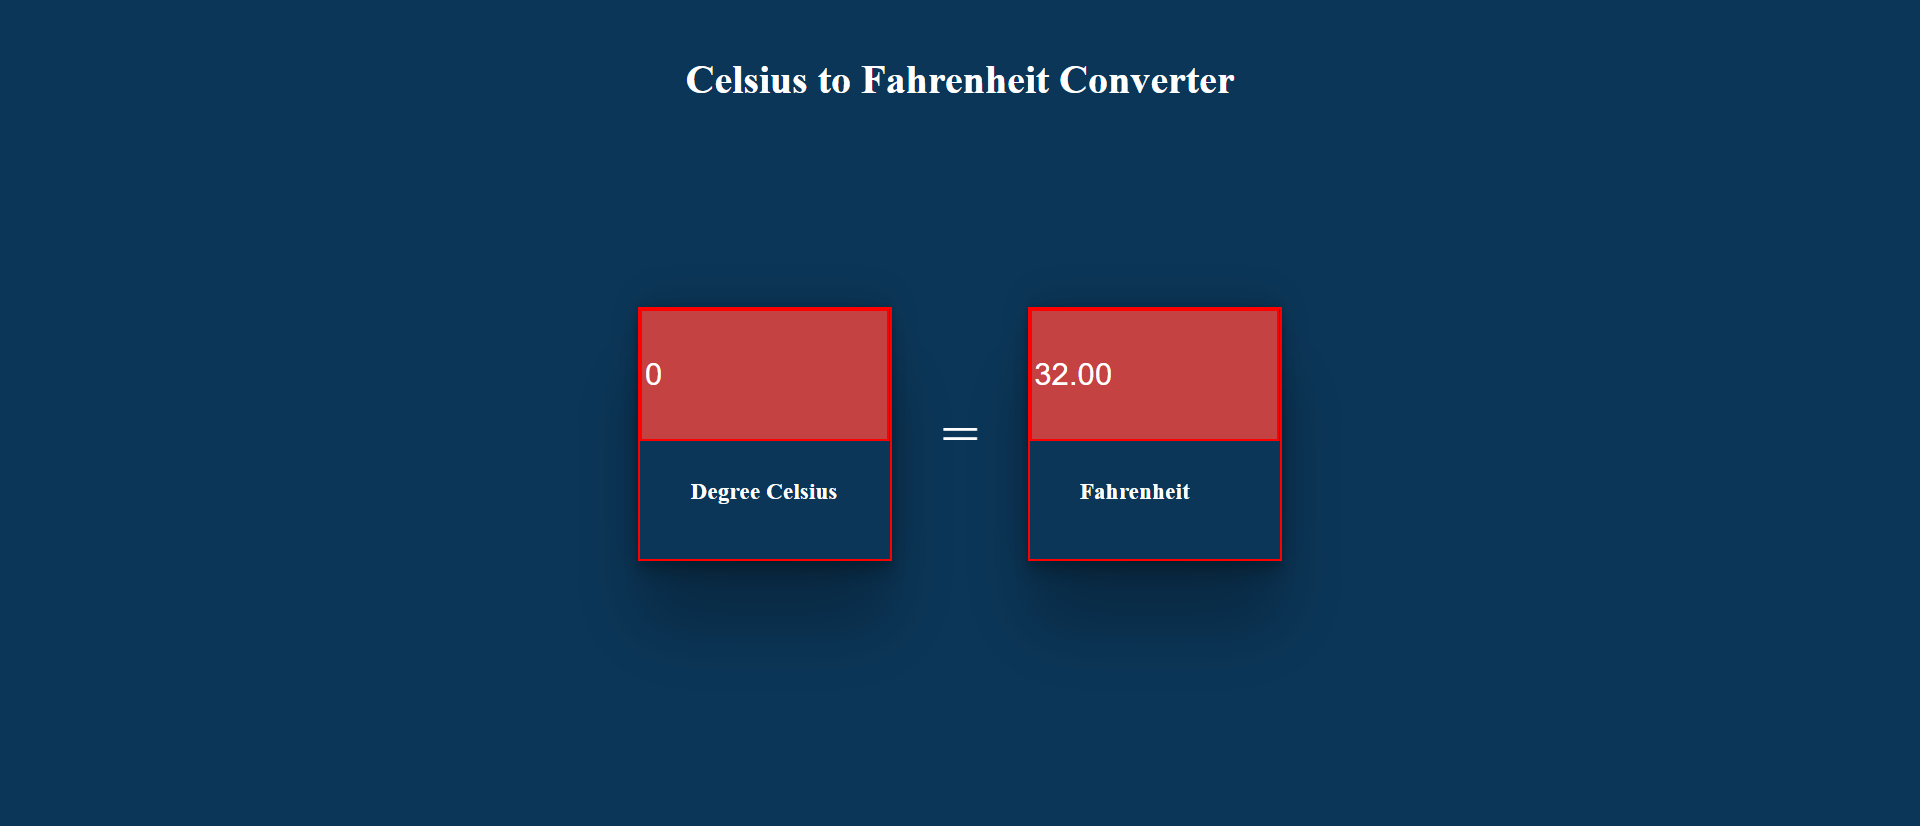 Celsius to Fahrenheit Converter
0
32.00
=
Degree Celsius
Fahrenheit